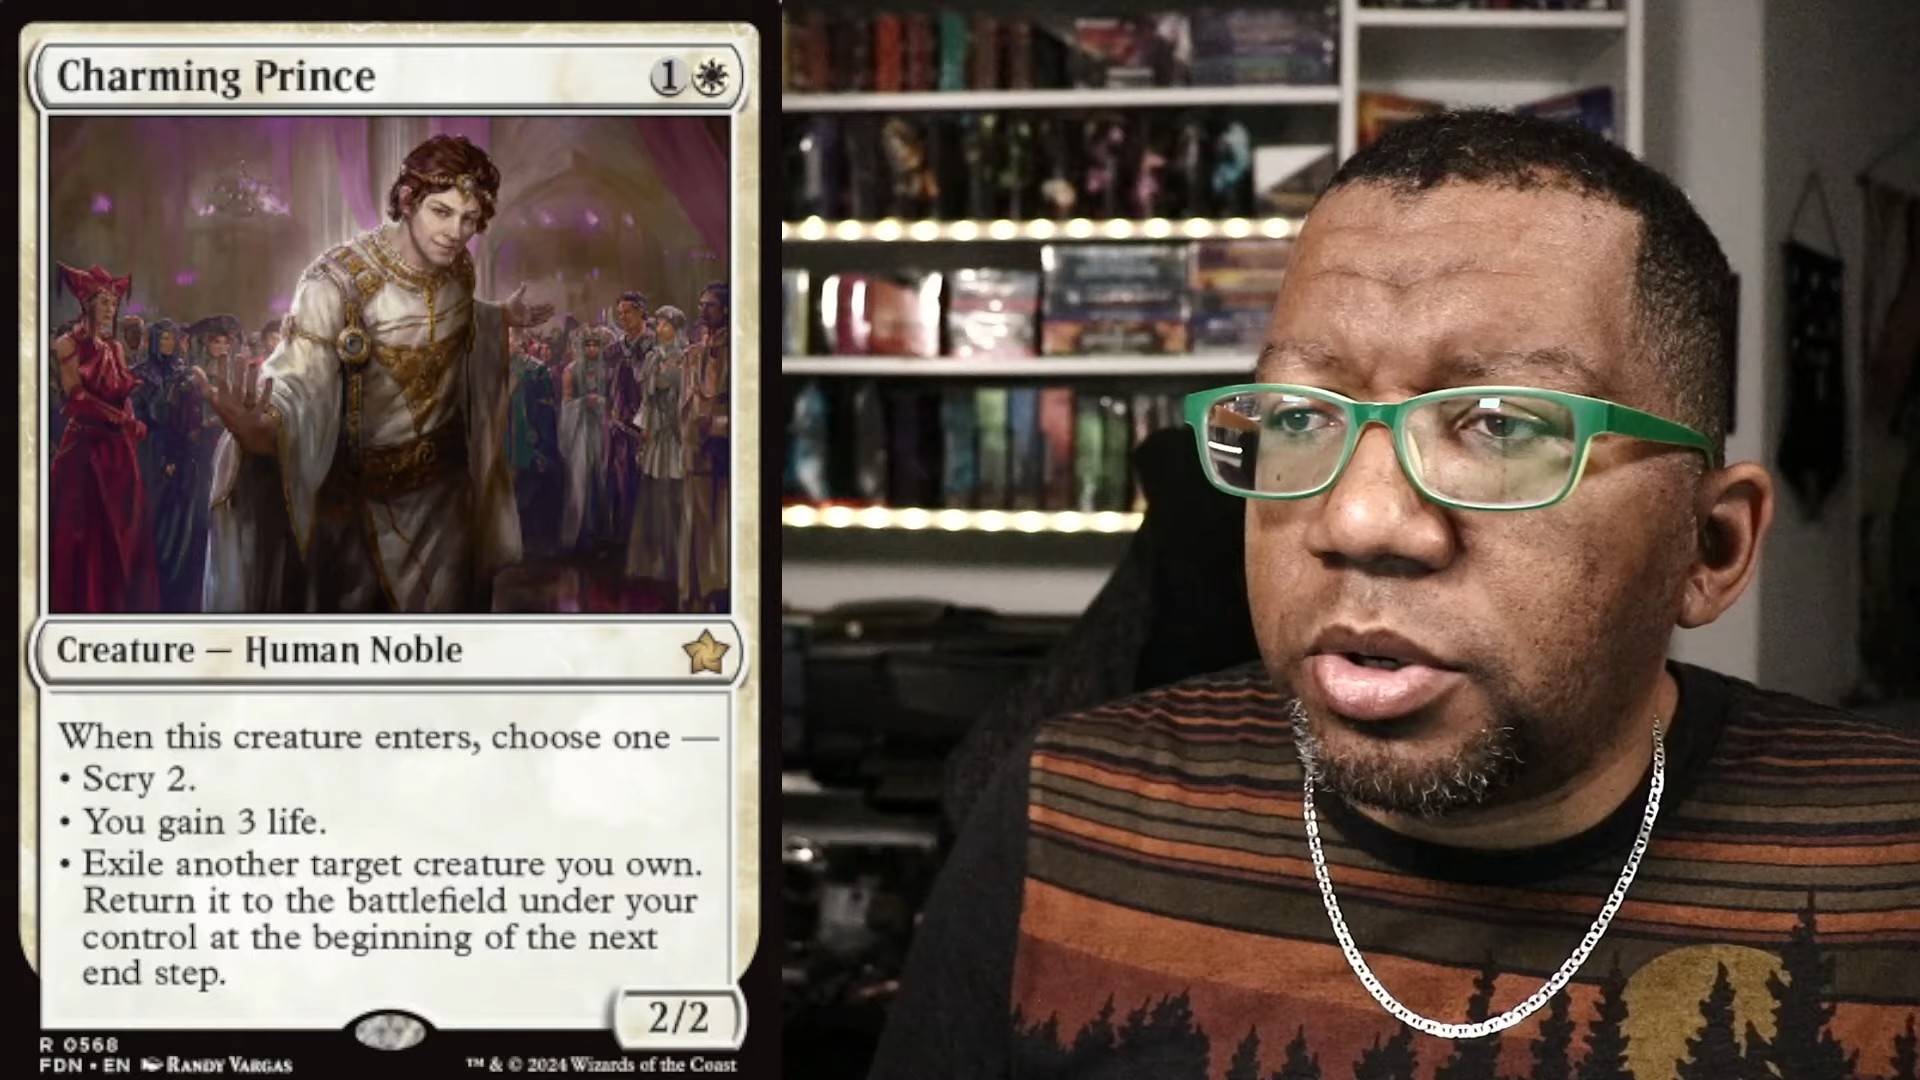 Charming Prince
1
Creature — Human Noble
When this creature enters, choose one —
• Scry 2.
• You gain 3 life.
• Exile another target creature you own.
Return it to the battlefield under your
control at the beginning of the next
end step.
2/2
R 0568
FDN • EN Randy Vargas
™ & © 2024 Wizards of the Coast